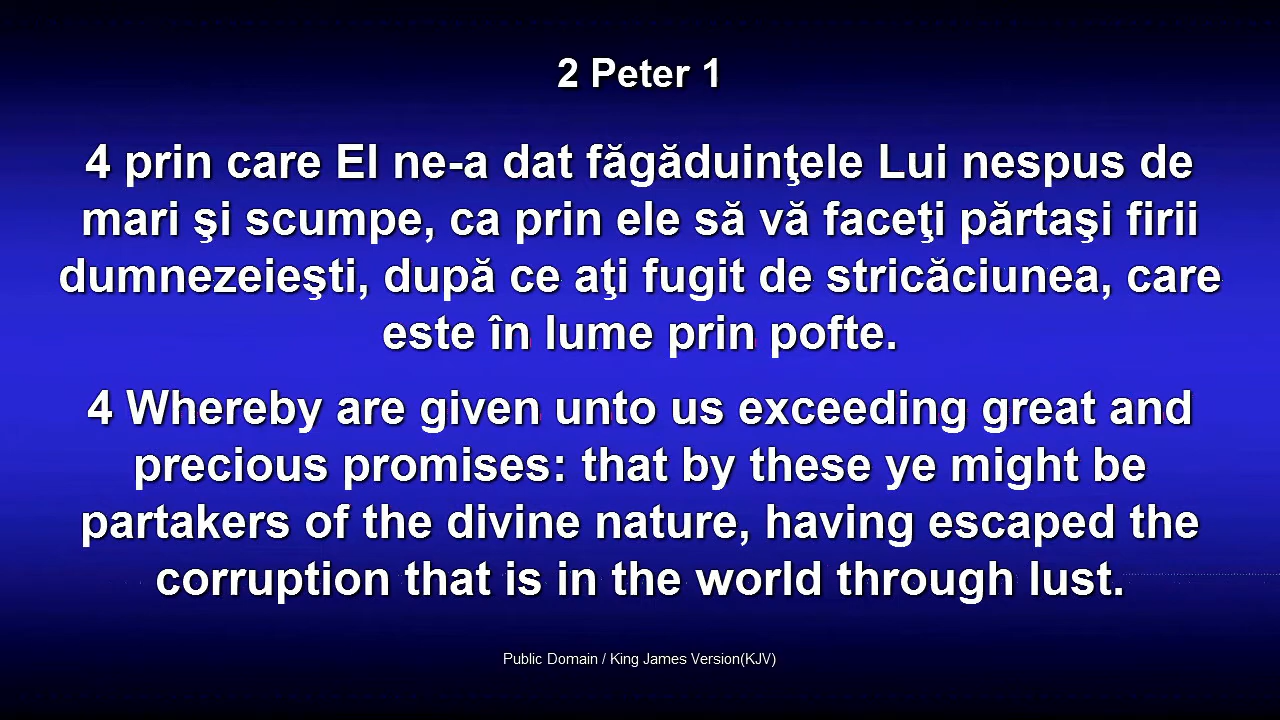 2 Peter 1
4 prin care El ne-a dat făgăduinţele Lui nespus de
mari şi scumpe, ca prin ele să vă faceţi părtaşi firii
dumnezeieşti, după ce aţi fugit de stricăciunea, care
este în lume prin pofte.
4 Whereby are given unto us exceeding great and
precious promises: that by these ye might be
partakers of the divine nature, having escaped the
corruption that is in the world through lust.
Public Domain / King James Version(KJV)